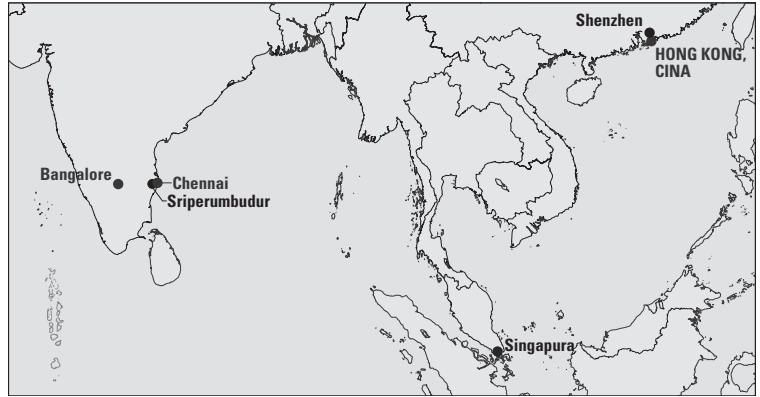 Shenzhen
HONG KONG,
CINA
Bangalore
Chennai
Sriperumbudur
Singapura